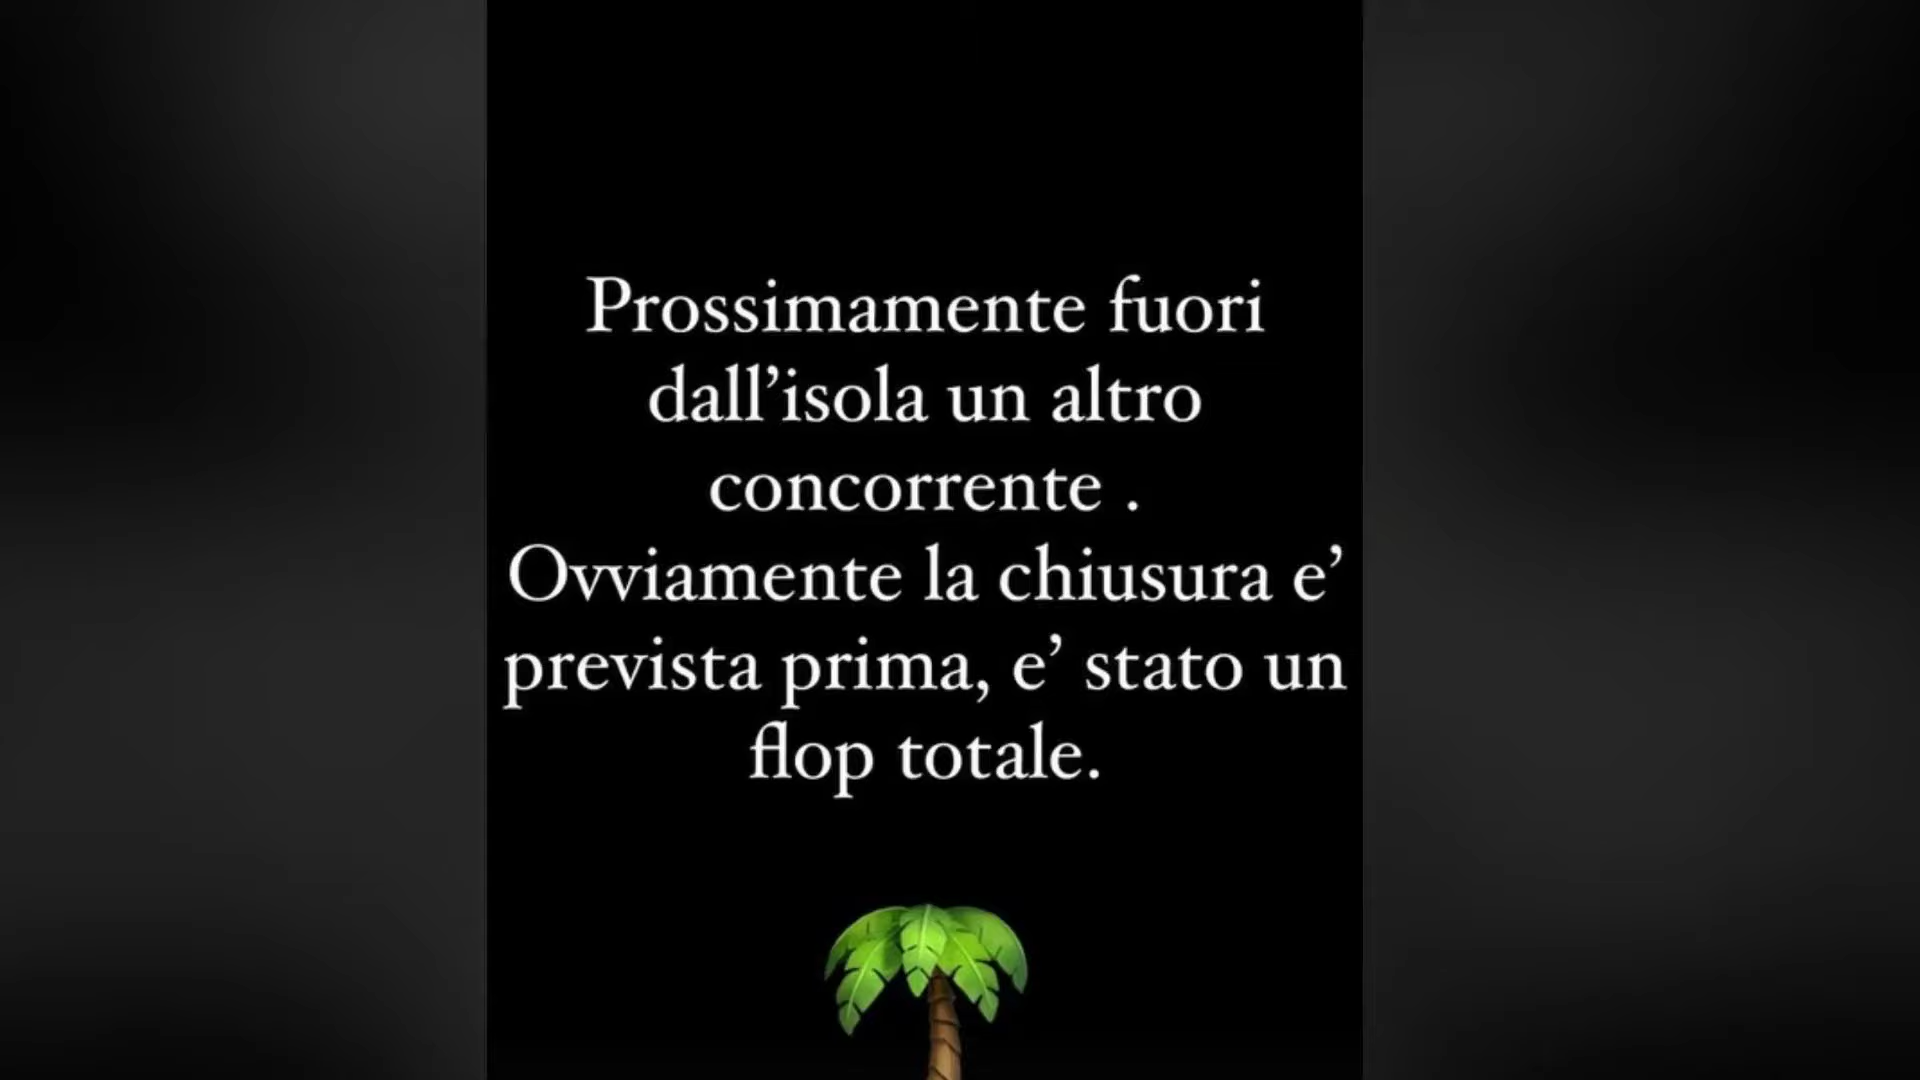 Prossimamente fuori
dall’isola un altro
concorrente .
Ovviamente la chiusura e’
prevista prima, e’ stato un
flop totale.